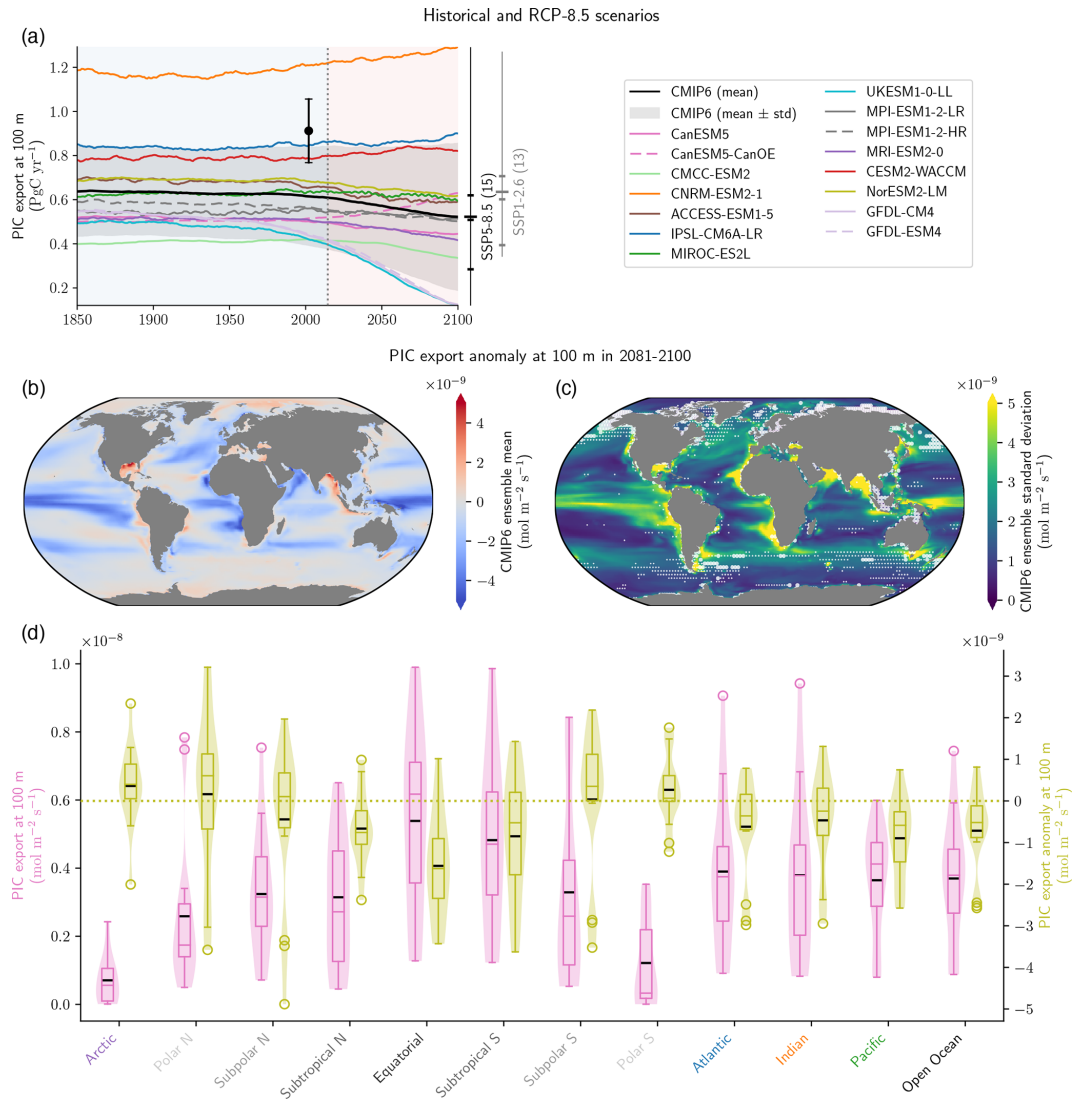 Historical and RCP-8.5 scenarios
(a)
PIC export at 100 m
(PgC yr⁻¹)
1.2
1.0
0.8
0.6
0.4
0.2
1850
1900
1950
2000
2050
2100
SSP5-8.5 (15)
SSP1-2.6 (13)
CMIP6 (mean)
CMIP6 (mean ± std)
CanESM5
CanESM5-CanOE
CMCC-ESM2
CNRM-ESM2-1
ACCESS-ESM1-5
IPSL-CM6A-LR
MIROC-ES2L
UKESM1-0-LL
MPI-ESM1-2-LR
MPI-ESM1-2-HR
MRI-ESM2-0
CESM2-WACCM
NorESM2-LM
GFDL-CM4
GFDL-ESM4
PIC export anomaly at 100 m in 2081-2100
(b)
×10⁻⁹
4
2
0
−2
−4
CMIP6 ensemble mean
(mol m⁻² s⁻¹)
(c)
×10⁻⁹
5
4
3
2
1
0
CMIP6 ensemble standard deviation
(mol m⁻² s⁻¹)
(d)
×10⁻⁸
×10⁻⁹
PIC export at 100 m
(mol m⁻² s⁻¹)
1.0
0.8
0.6
0.4
0.2
0.0
3
2
1
0
−1
−2
−3
−4
−5
PIC export anomaly at 100 m
(mol m⁻² s⁻¹)
Arctic
Polar N
Subpolar N
Subtropical N
Equatorial
Subtropical S
Subpolar S
Polar S
Atlantic
Indian
Pacific
Open Ocean